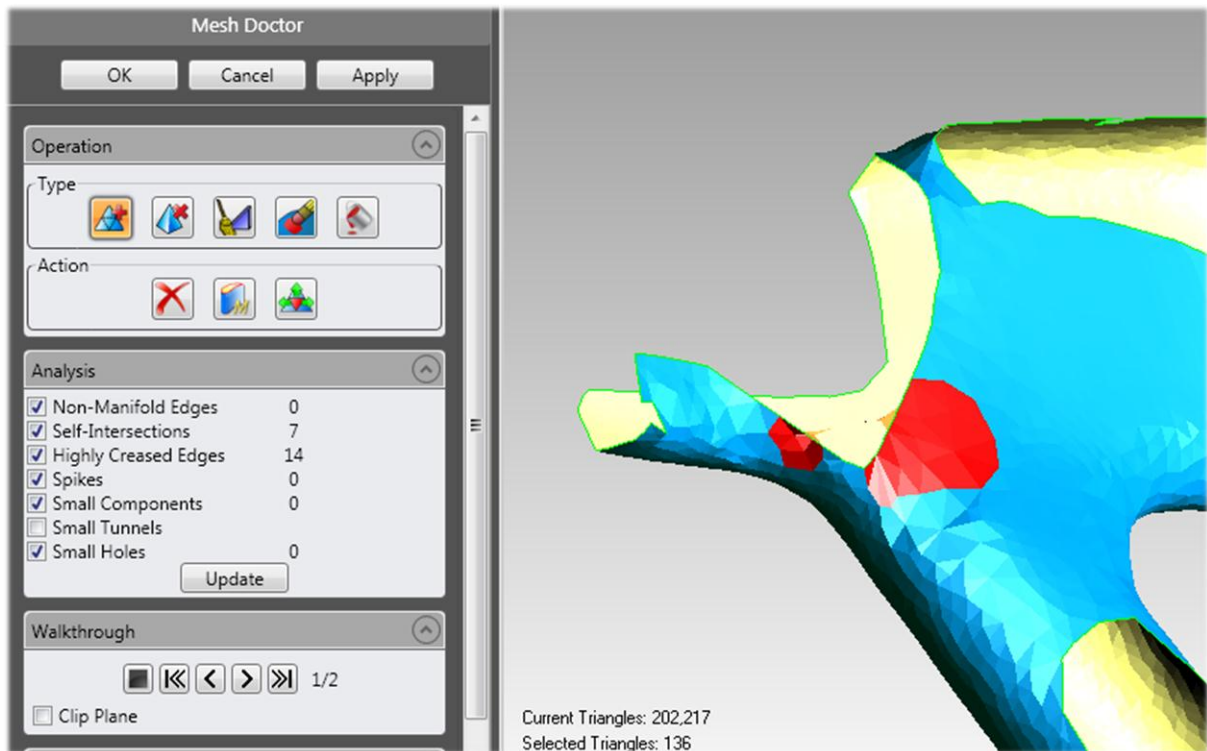 Mesh Doctor
OK Cancel Apply
Operation
Type
Action
Analysis
Non-Manifold Edges 0
Self-Intersections 7
Highly Creased Edges 14
Spikes 0
Small Components 0
Small Tunnels
Small Holes 0
Update
Walkthrough
1/2
Clip Plane
Current Triangles: 202,217
Selected Triangles: 136